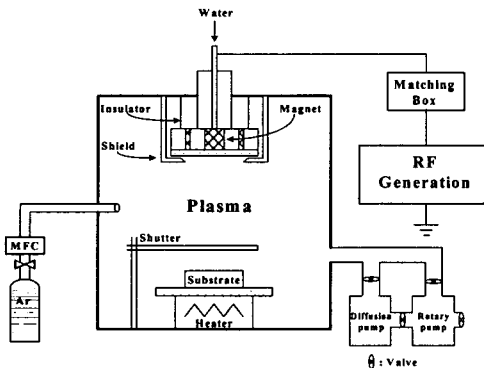 Water
Matching
Box
Insulator
Magnet
Shield
RF
Generation
Plasma
MFC
Shutter
Ar
Substrate
Heater
Diffusion
pump
Rotary
pump
: Valve